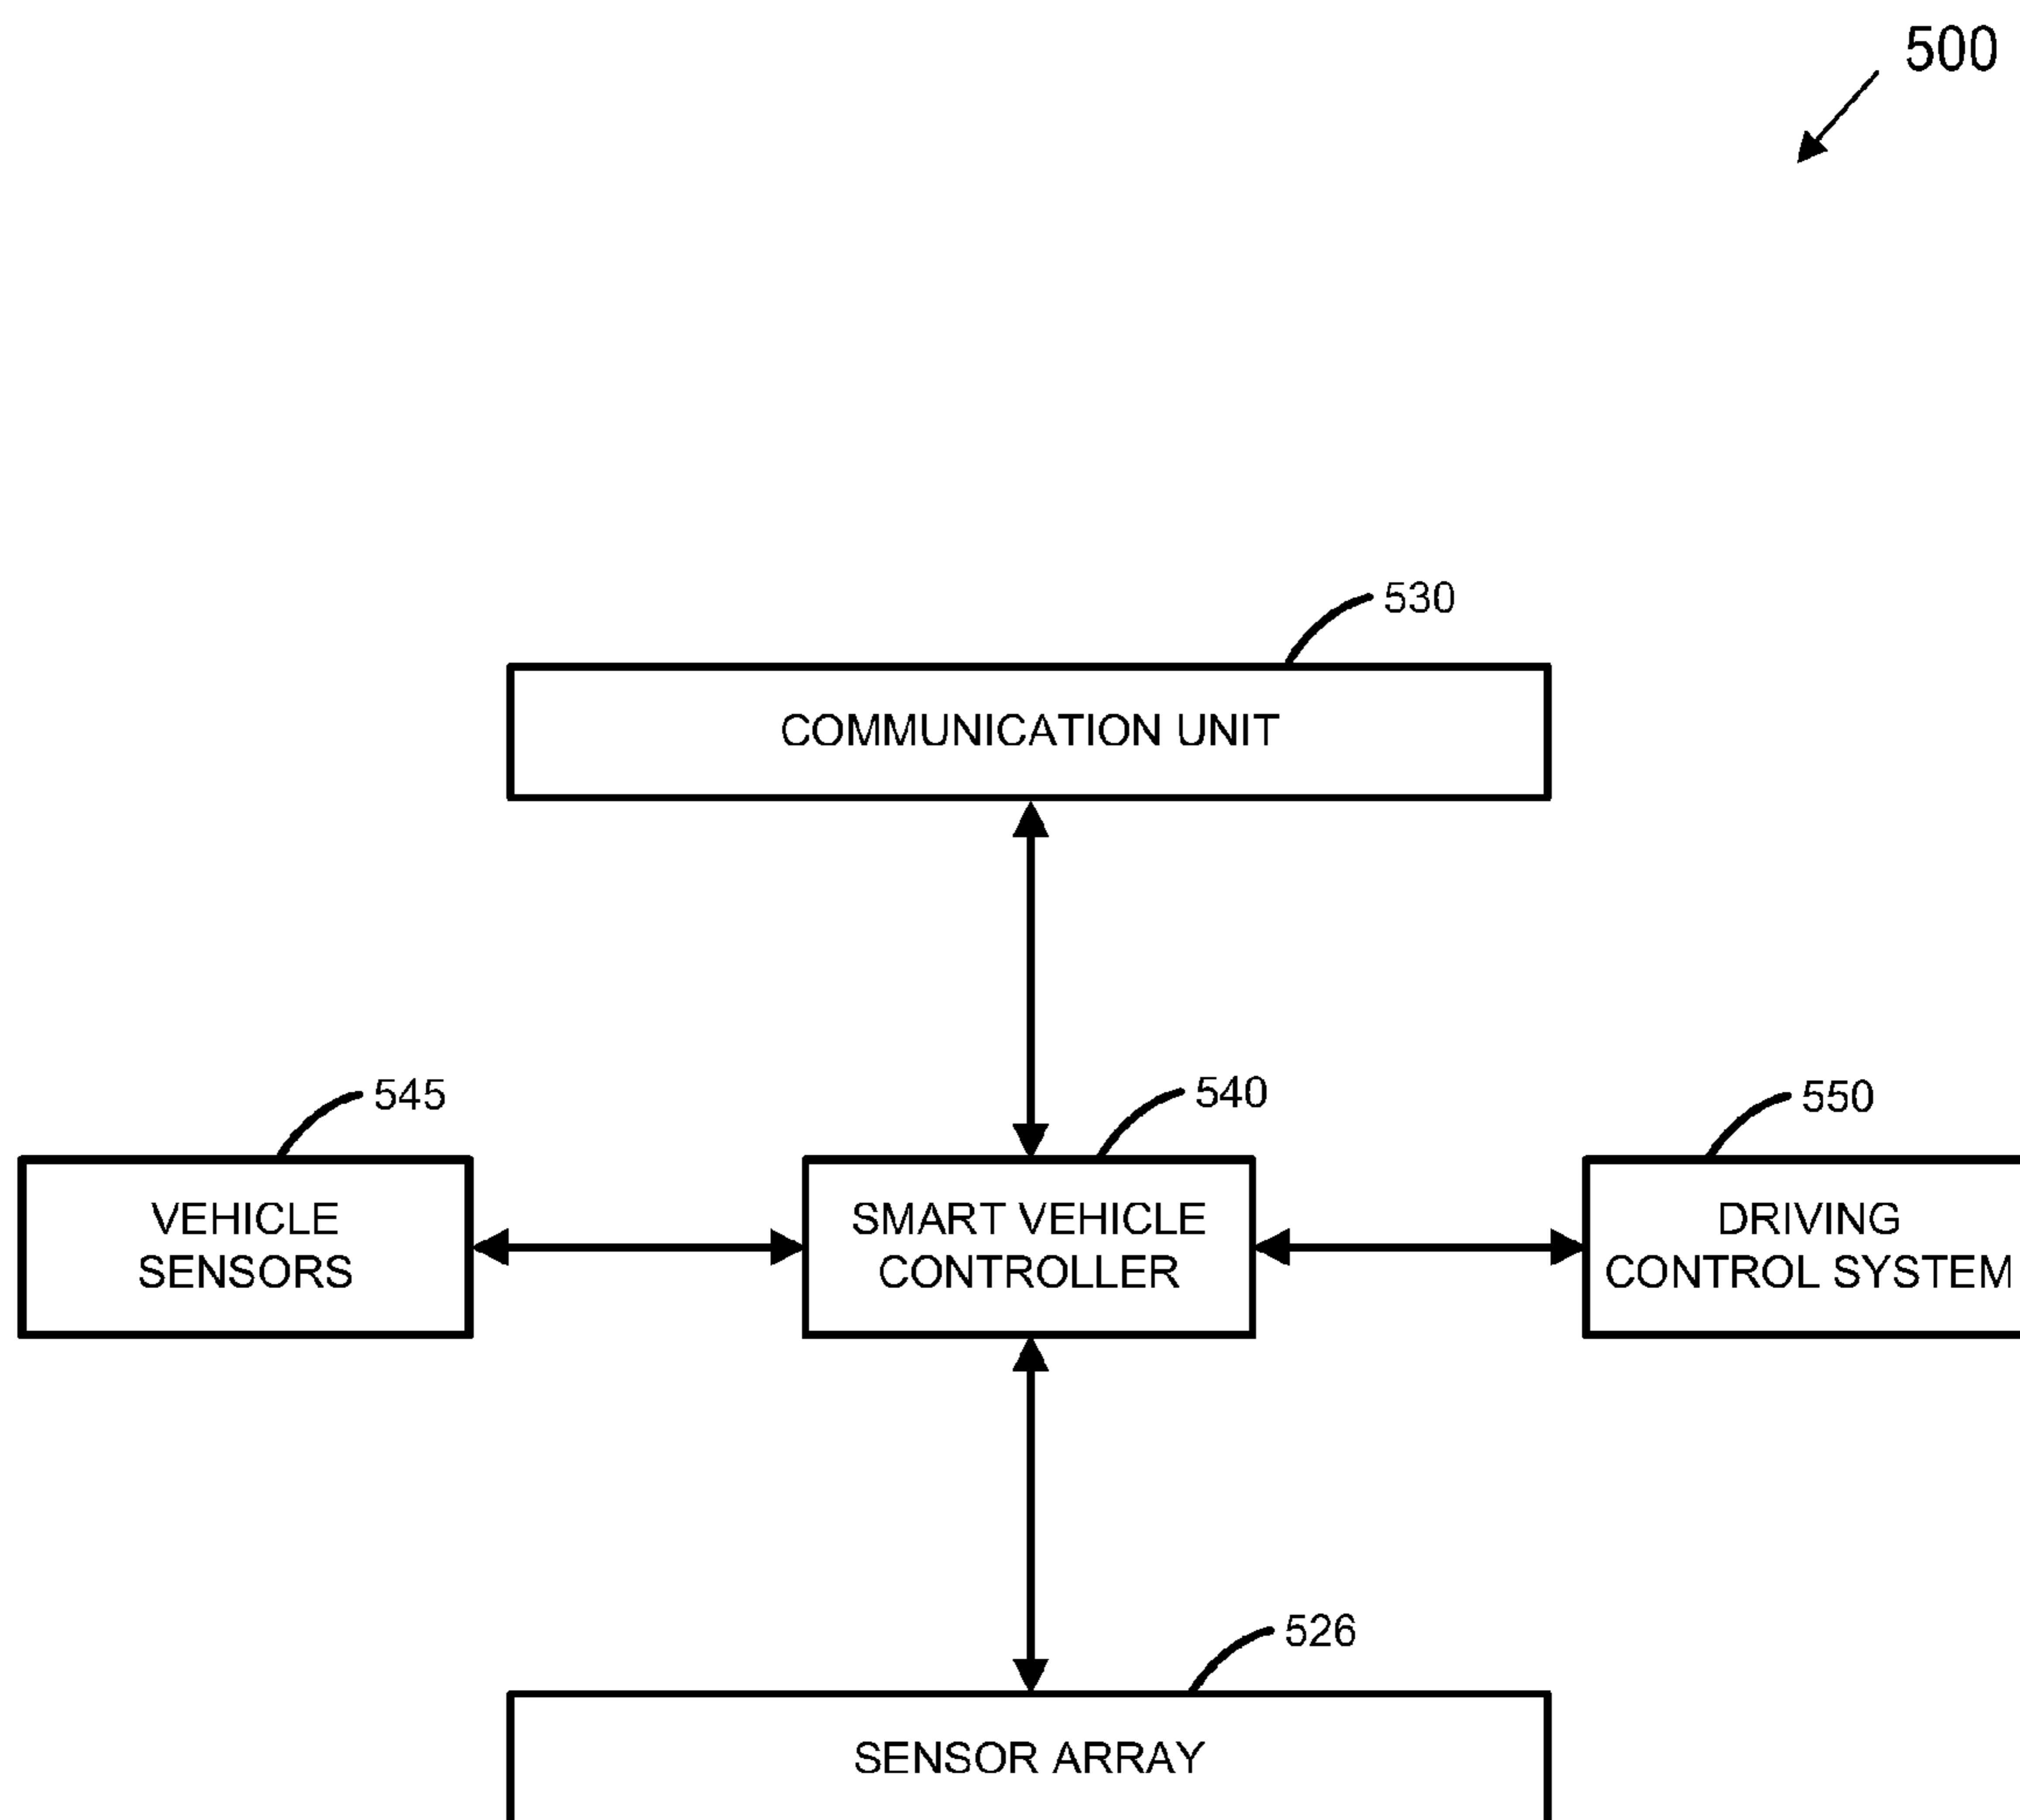 500
530
COMMUNICATION UNIT
545
540
550
VEHICLE
SENSORS
SMART VEHICLE
CONTROLLER
DRIVING
CONTROL SYSTEM
526
SENSOR ARRAY